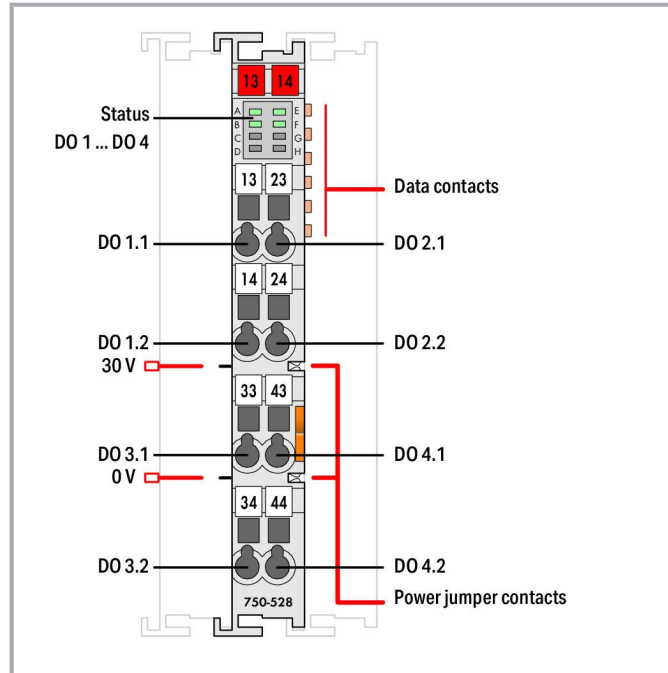 13 14
Status
DO 1 ... DO 4
A E
B F
C G
D H
13 23
Data contacts
DO 1.1
DO 2.1
14 24
DO 1.2
DO 2.2
30 V
33 43
DO 3.1
DO 4.1
0 V
34 44
DO 3.2
DO 4.2
750-528
Power jumper contacts